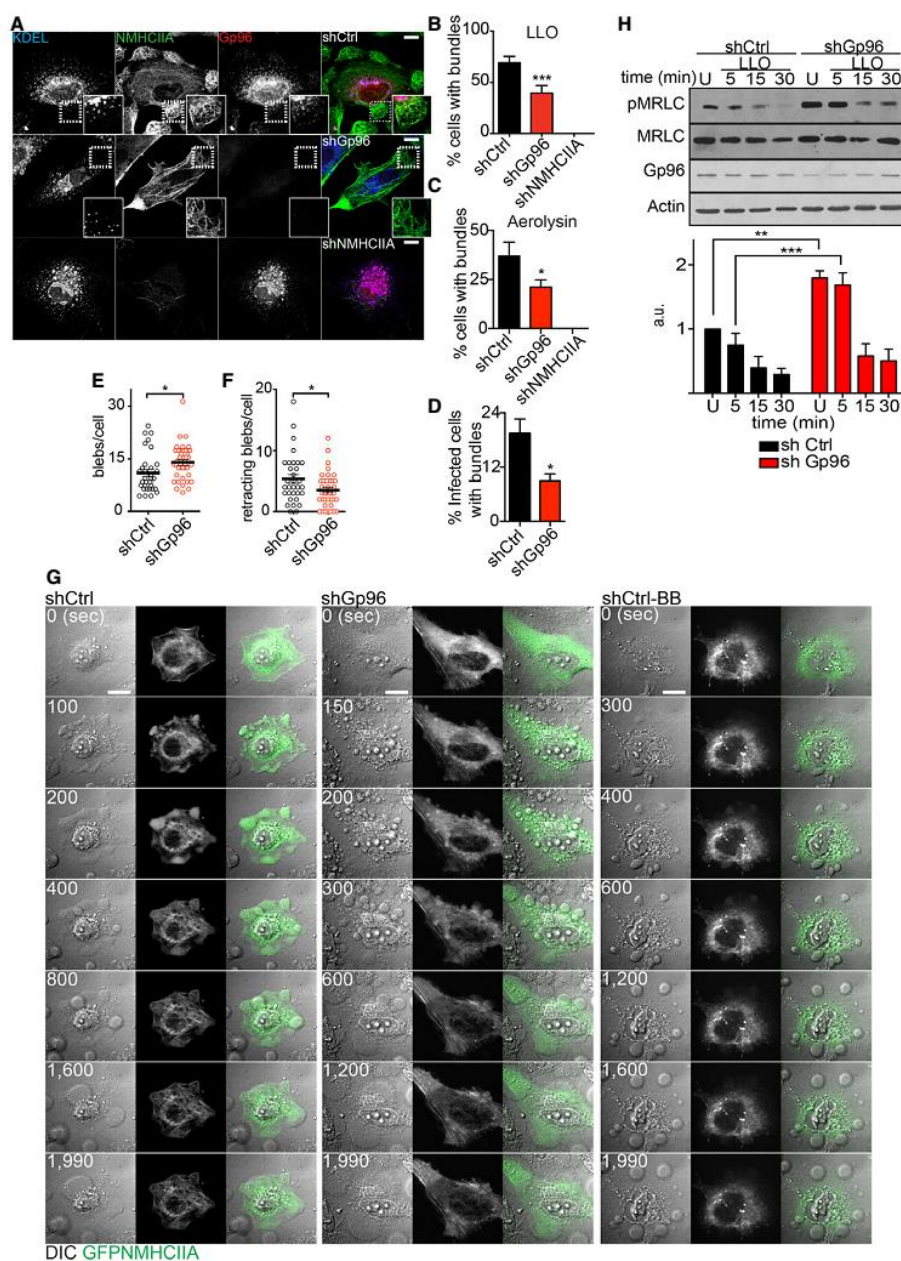 A
KDEL NMHCIIA Gp96 shCtrl
shGp96
shNMHCIIA
B
LLO
% cells with bundles
100
75
50
25
0
***
shCtrl
shGp96
shNMHCIIA
C
Aerolysin
% cells with bundles
50
25
0
*
shCtrl
shGp96
shNMHCIIA
D
% Infected cells
with bundles
24
16
8
0
*
shCtrl
shGp96
E
blebs/cell
30
15
0
*
shCtrl
shGp96
F
retracting blebs/cell
20
15
10
5
0
*
shCtrl
shGp96
H
shCtrl shGp96
LLO LLO
time (min) U 5 15 30 U 5 15 30
pMRLC
MRLC
Gp96
Actin
**
***
a.u.
2
1
U 5 15 30 U 5 15 30
time (min)
sh Ctrl
sh Gp96
G
shCtrl shGp96 shCtrl-BB
0 (sec) 0 (sec) 0 (sec)
100 150 300
200 200 400
400 300 600
800 600 1,200
1,600 1,200 1,600
1,990 1,990 1,990
DIC GFPNMHCIIA